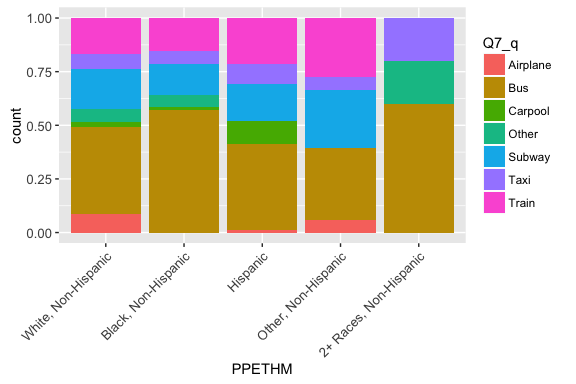 1.00
0.75
0.50
0.25
0.00
count
White, Non-Hispanic
Black, Non-Hispanic
Hispanic
Other, Non-Hispanic
2+ Races, Non-Hispanic
PPETHM
Q7_q
Airplane
Bus
Carpool
Other
Subway
Taxi
Train